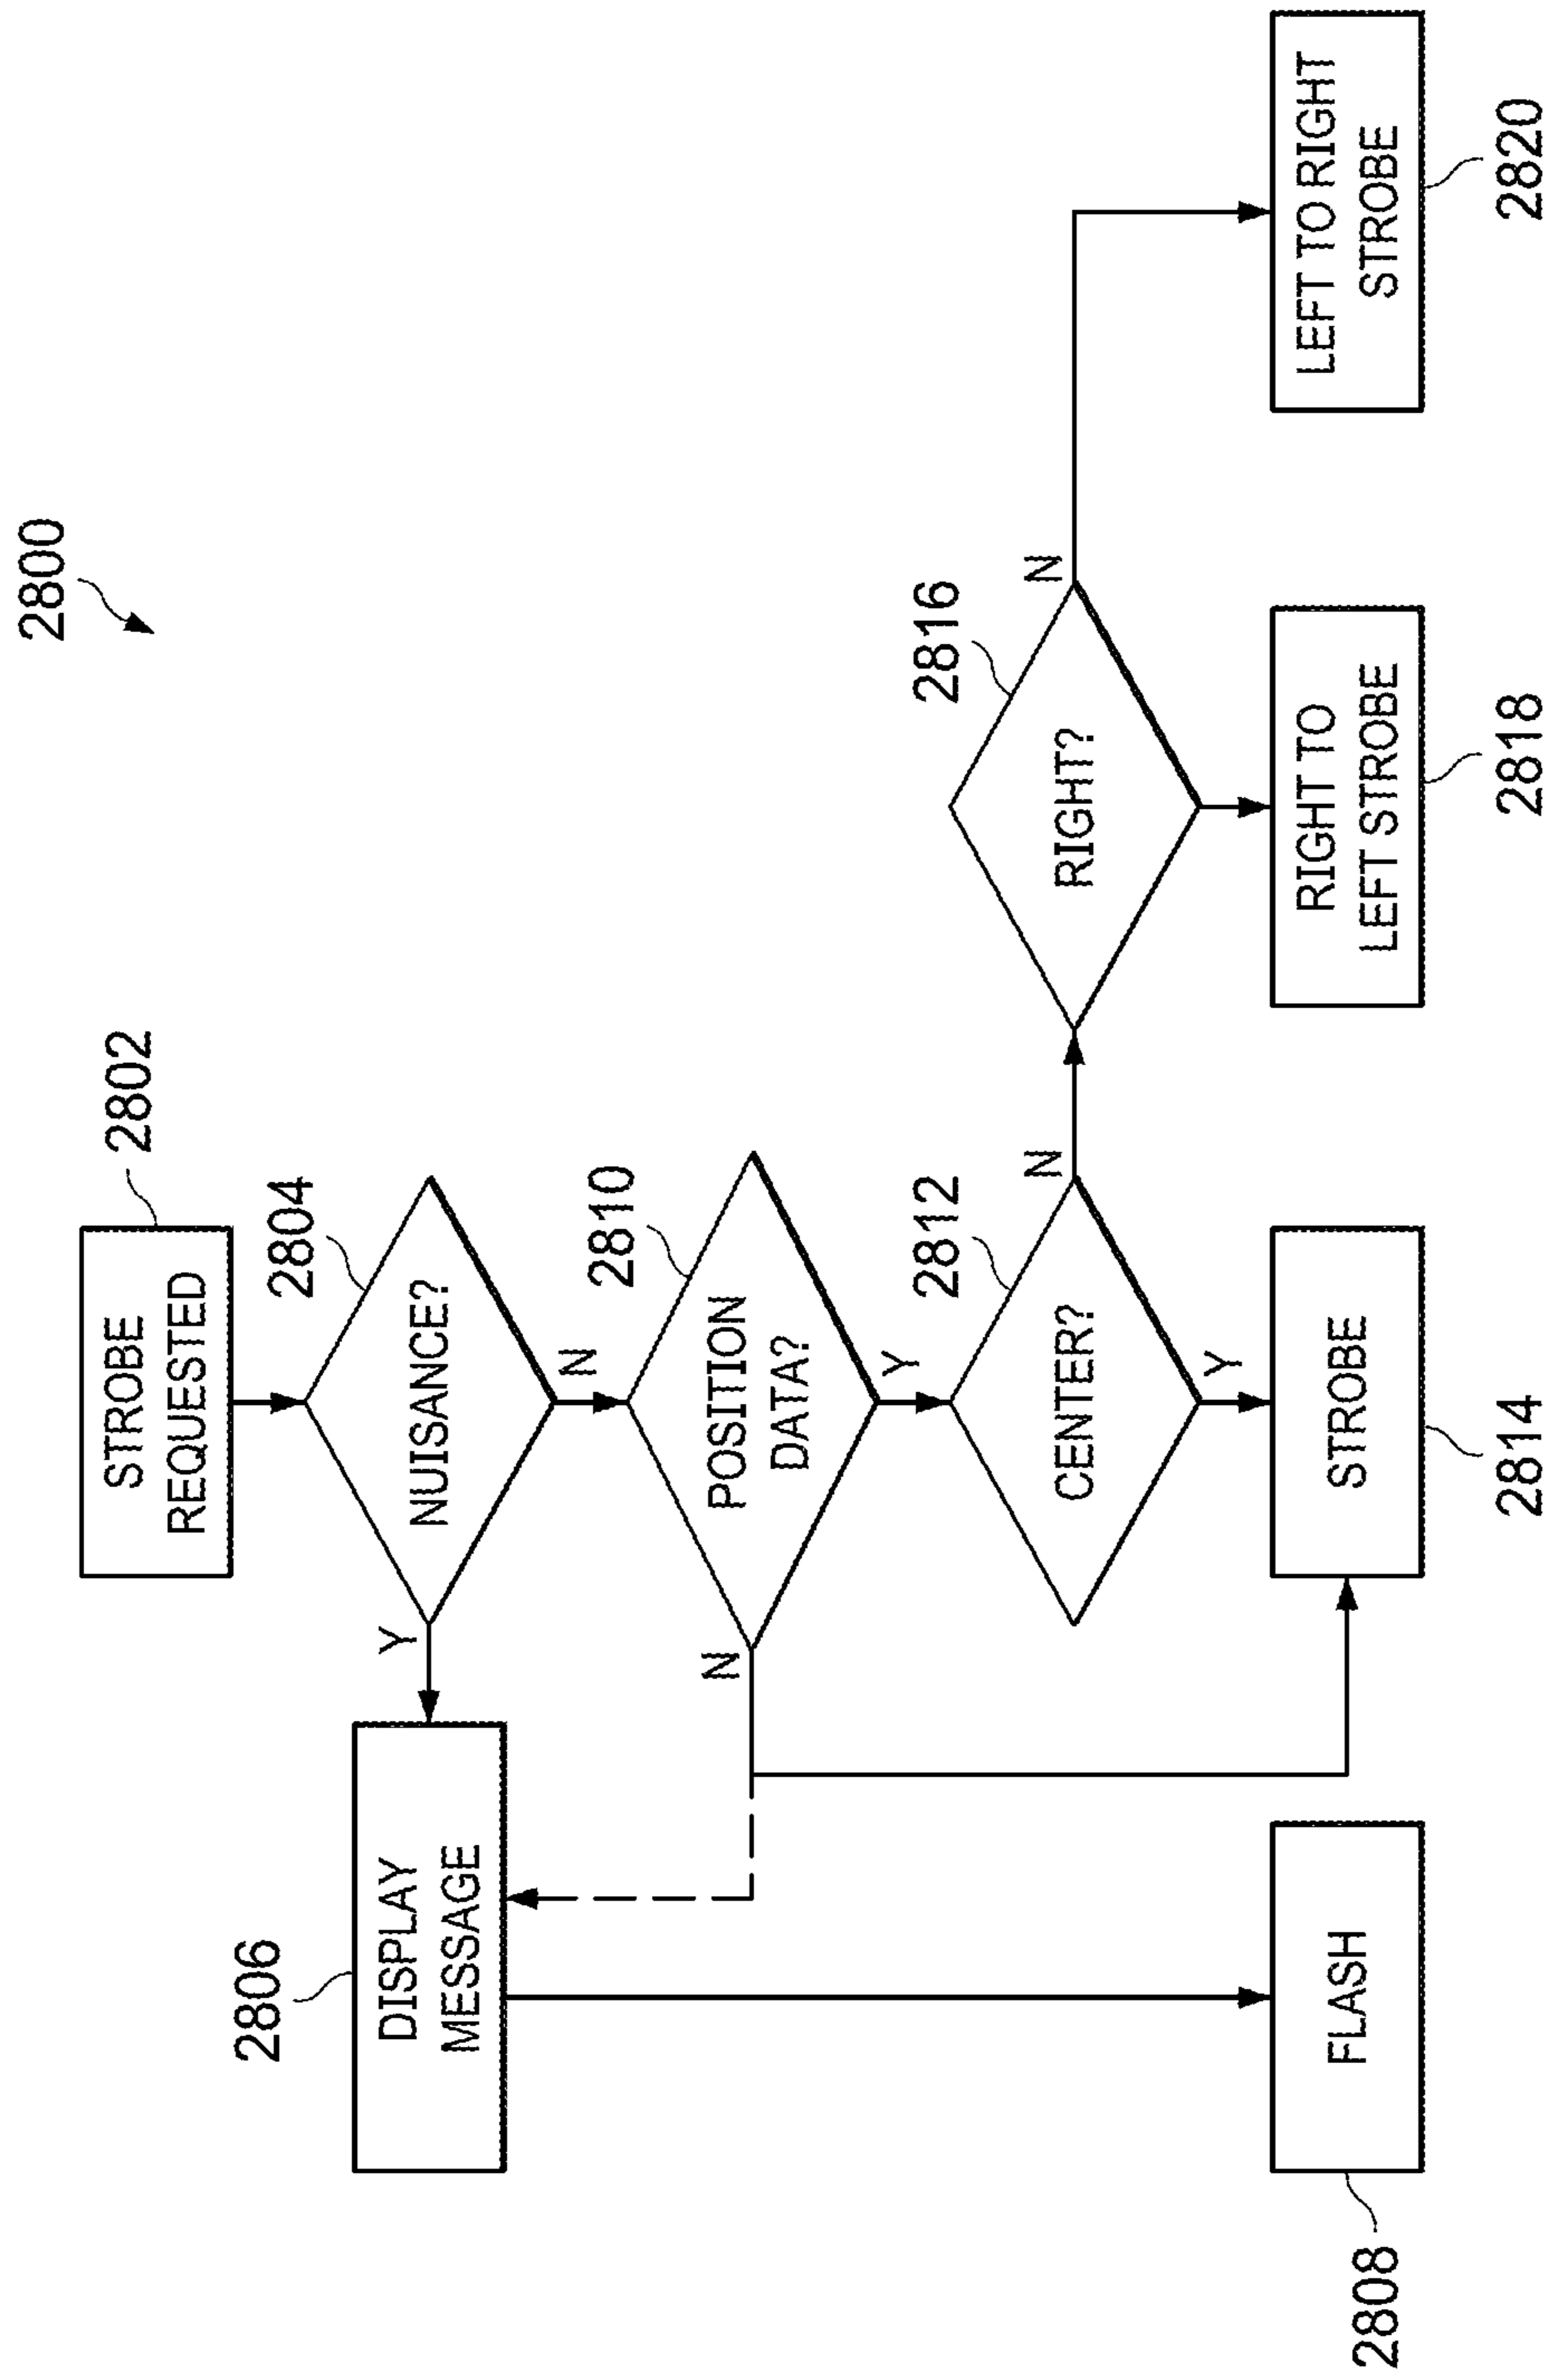 2800
STROBE
REQUESTED
2802
NUISANCE?
2804
Y
N
DISPLAY
MESSAGE
2806
POSITION
DATA?
2810
N
Y
CENTER?
2812
N
Y
RIGHT?
2816
N
FLASH
2808
STROBE
2814
RIGHT TO
LEFT STROBE
2818
LEFT TO RIGHT
STROBE
2820